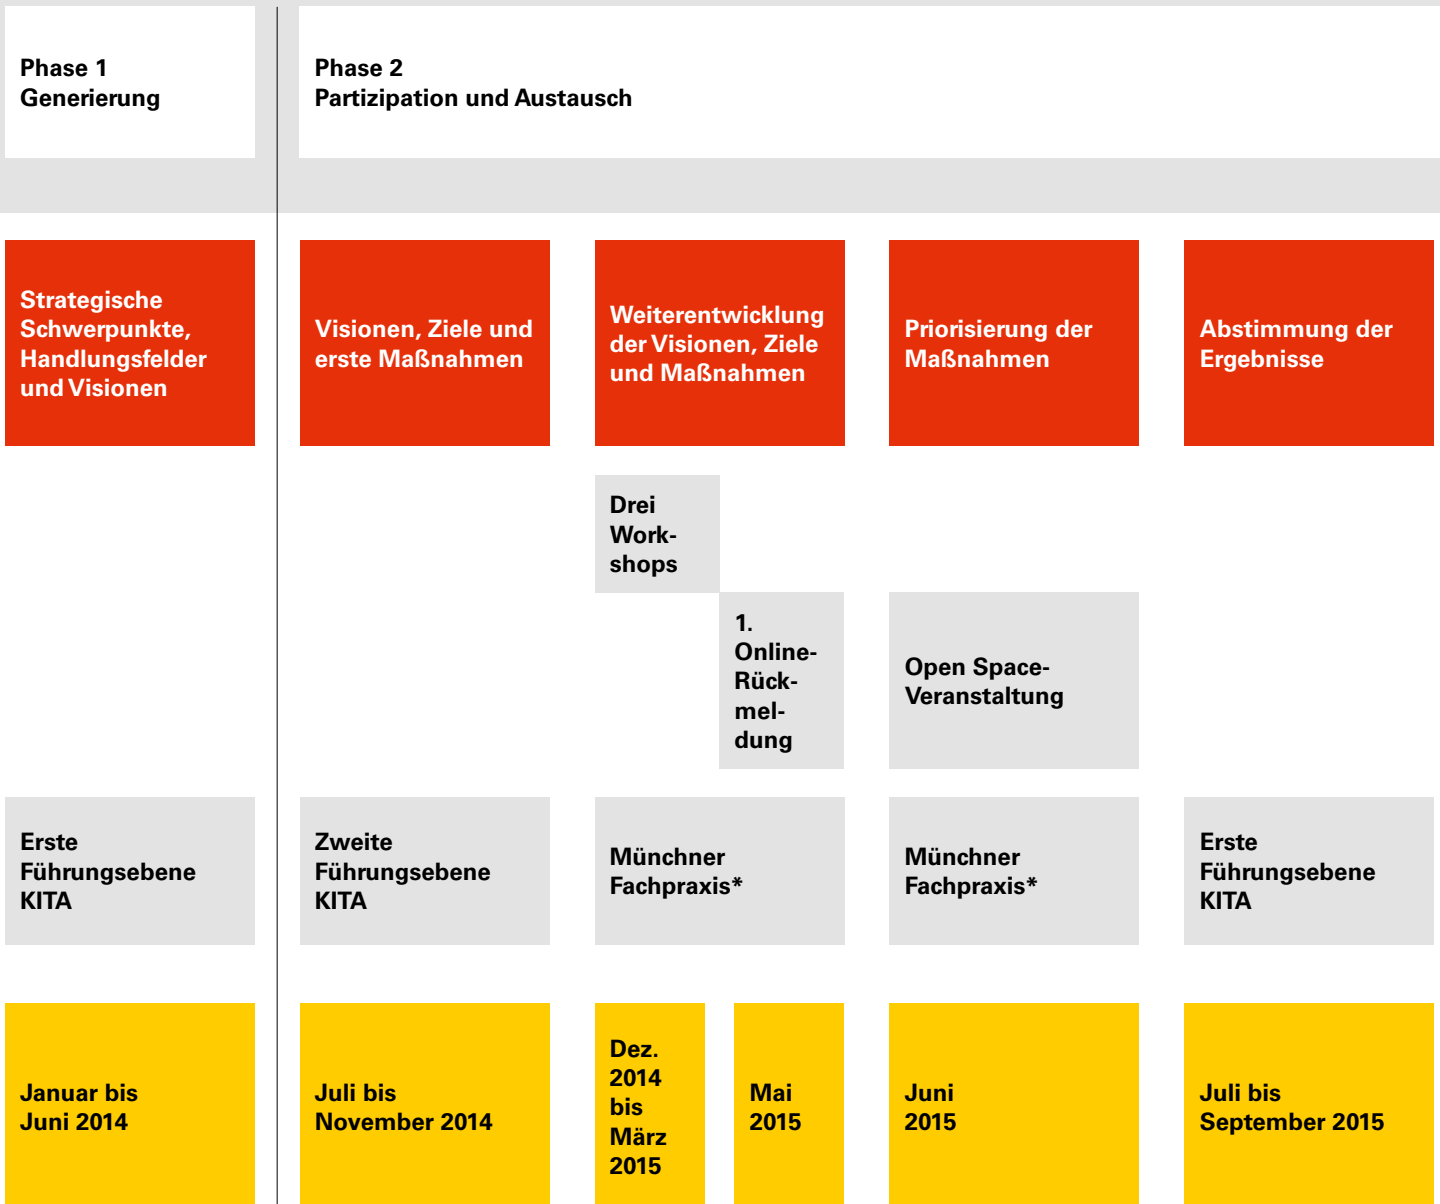 Phase 1
Generierung
Phase 2
Partizipation und Austausch
Strategische
Schwerpunkte,
Handlungsfelder
und Visionen
Visionen, Ziele und
erste Maßnahmen
Weiterentwicklung
der Visionen, Ziele
und Maßnahmen
Priorisierung der
Maßnahmen
Abstimmung der
Ergebnisse
Drei
Work-
shops
1.
Online-
Rück-
mel-
dung
Open Space-
Veranstaltung
Erste
Führungsebene
KITA
Zweite
Führungsebene
KITA
Münchner
Fachpraxis*
Münchner
Fachpraxis*
Erste
Führungsebene
KITA
Januar bis
Juni 2014
Juli bis
November 2014
Dez.
2014
bis
März
2015
Mai
2015
Juni
2015
Juli bis
September 2015